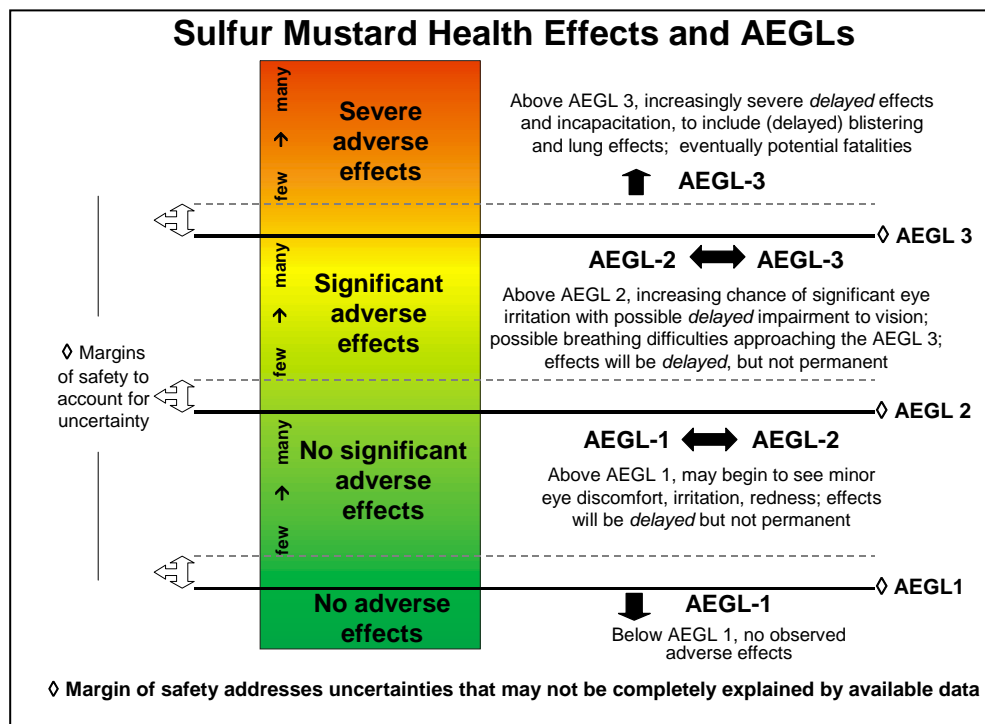 Sulfur Mustard Health Effects and AEGLs
many
few
Severe
adverse
effects
Above AEGL 3, increasingly severe delayed effects
and incapacitation, to include (delayed) blistering
and lung effects; eventually potential fatalities
AEGL-3
◊ AEGL 3
many
few
Significant
adverse
effects
AEGL-2 AEGL-3
Above AEGL 2, increasing chance of significant eye
irritation with possible delayed impairment to vision;
possible breathing difficulties approaching the AEGL 3;
effects will be delayed, but not permanent
◊ Margins
of safety to
account for
uncertainty
◊ AEGL 2
many
few
No significant
adverse
effects
AEGL-1 AEGL-2
Above AEGL 1, may begin to see minor
eye discomfort, irritation, redness; effects
will be delayed but not permanent
◊ AEGL1
No adverse
effects
AEGL-1
Below AEGL 1, no observed
adverse effects
◊ Margin of safety addresses uncertainties that may not be completely explained by available data